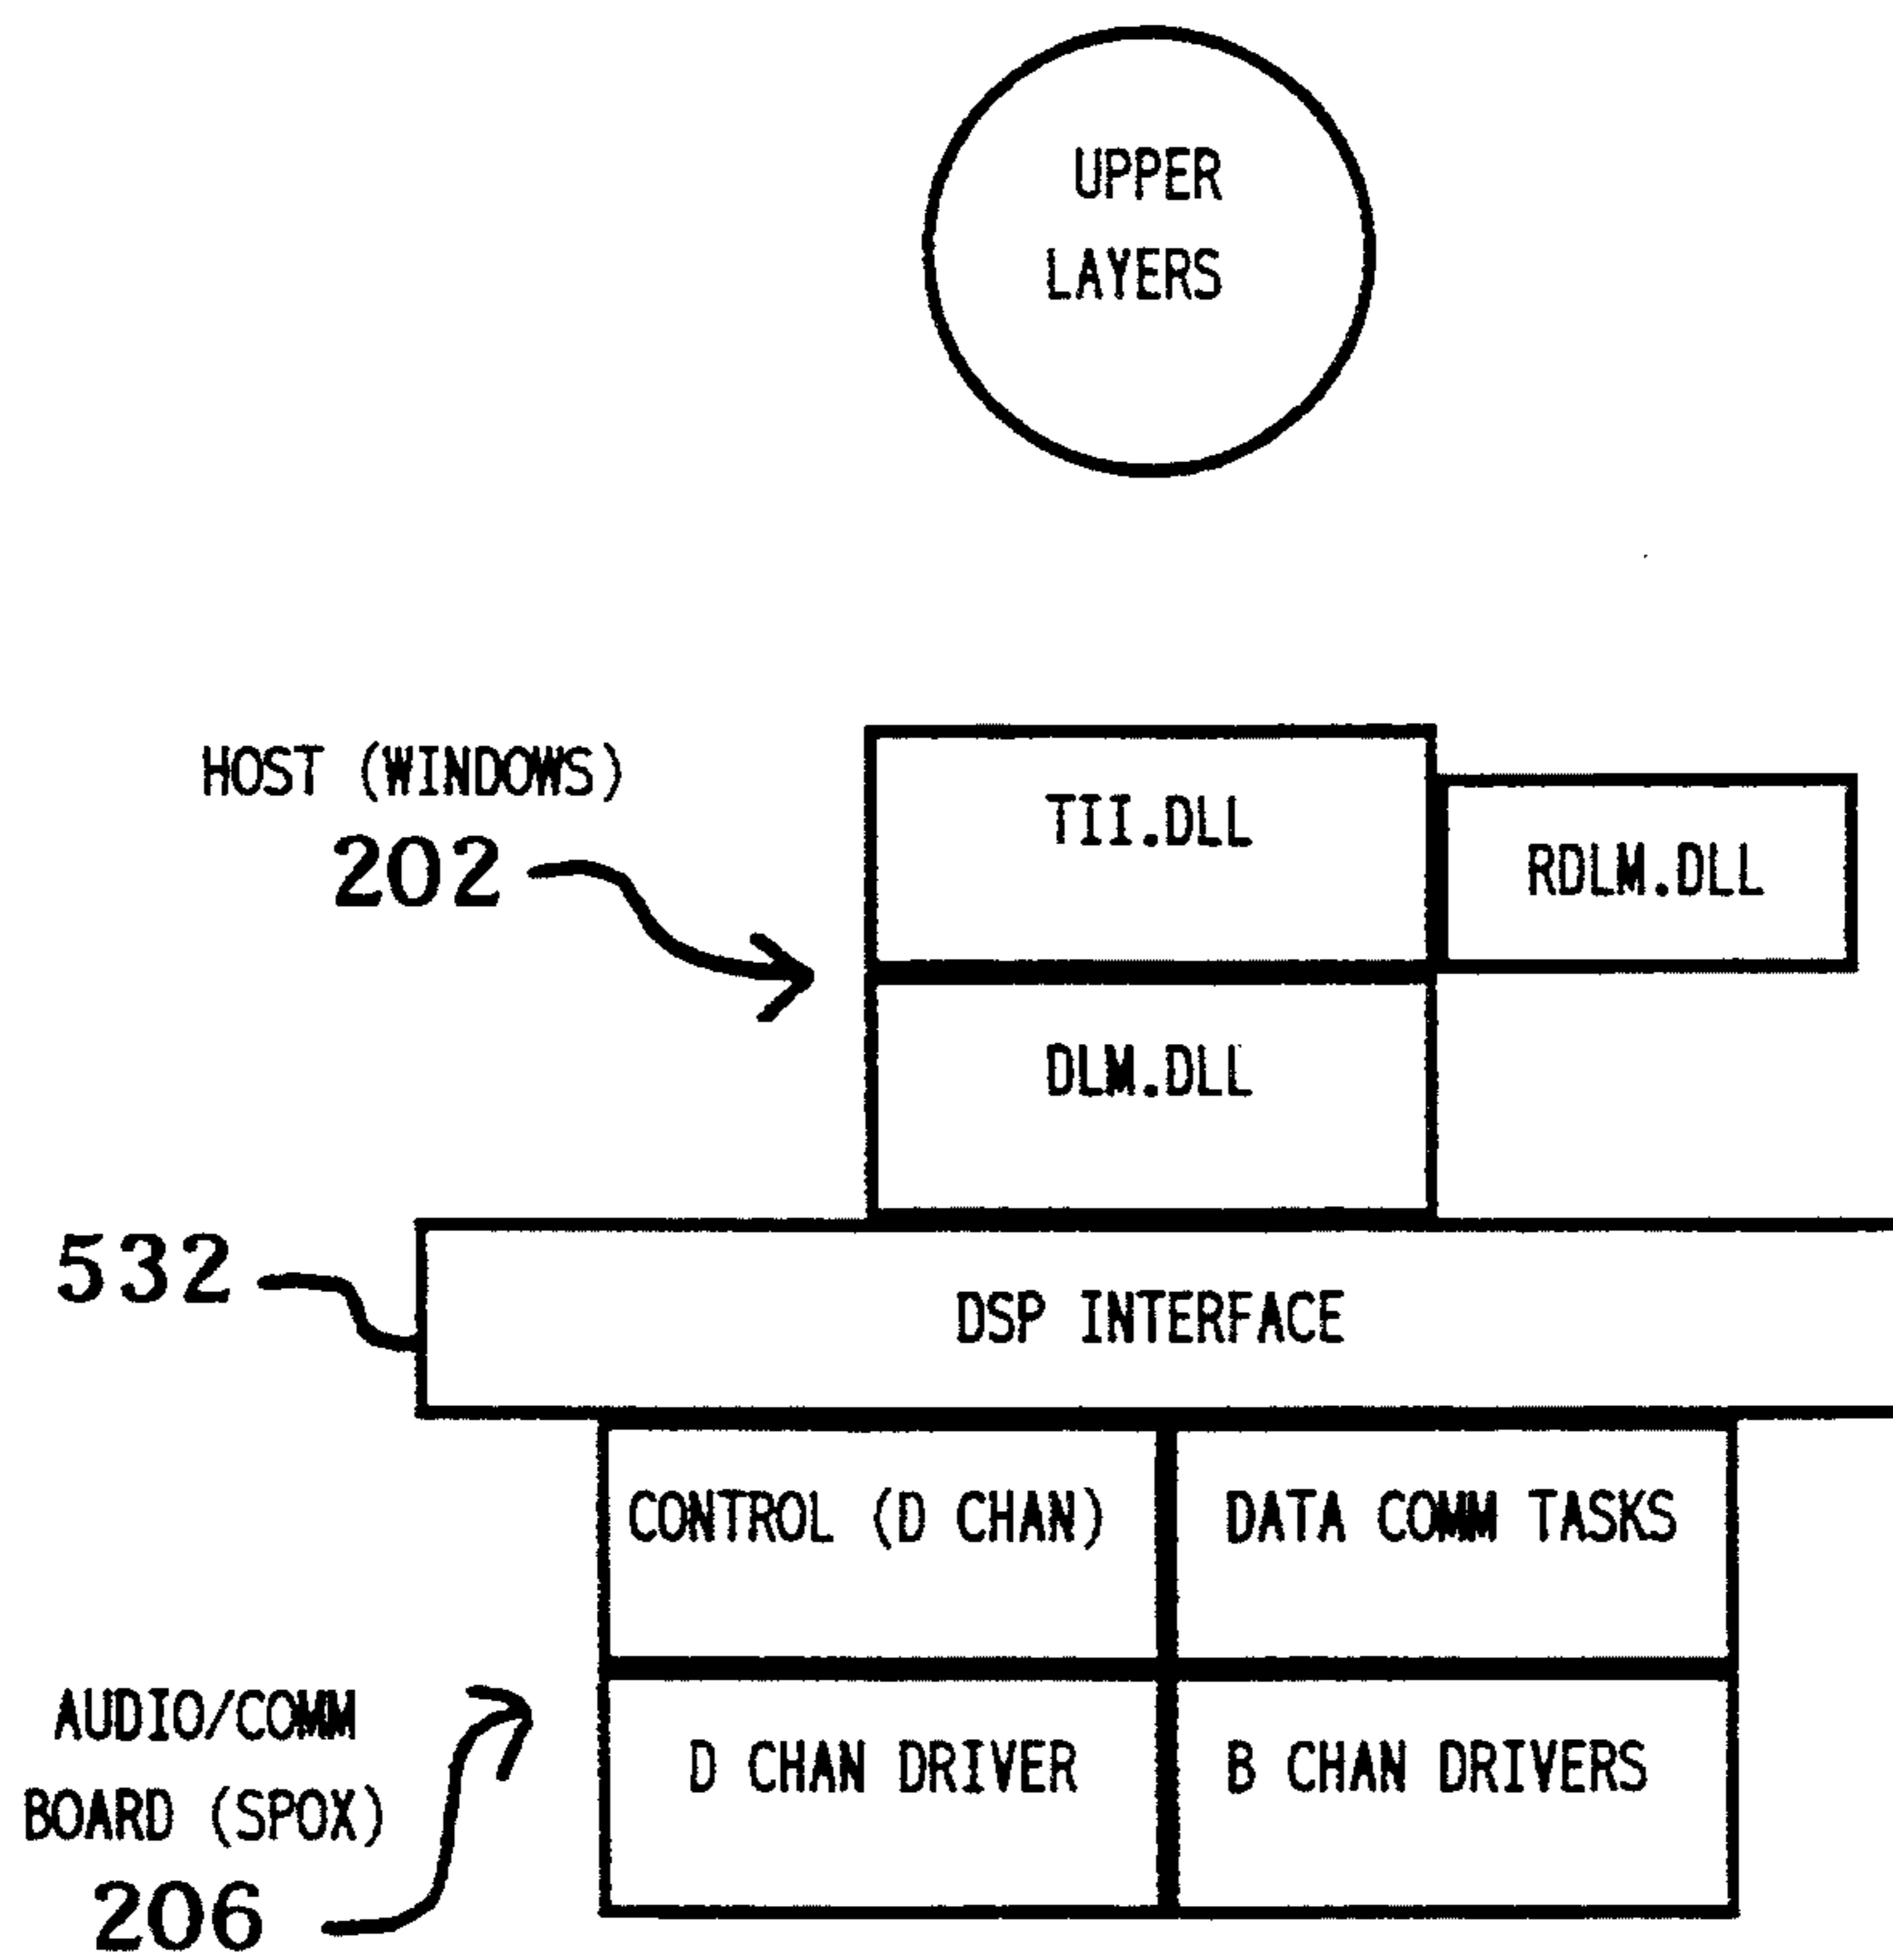 UPPER
LAYERS
HOST (WINDOWS)
202
TII.DLL
RDLM.DLL
DLM.DLL
532
DSP INTERFACE
CONTROL (D CHAN)
DATA COMM TASKS
AUDIO/COMM
BOARD (SPOX)
206
D CHAN DRIVER
B CHAN DRIVERS